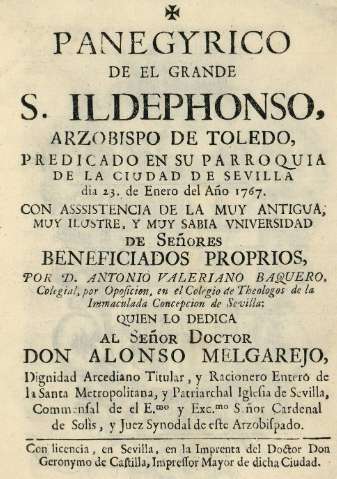 ✠
PANEGYRICO
DE EL GRANDE
S. ILDEPHONSO,
ARZOBISPO DE TOLEDO,
PREDICADO EN SU PARROQUIA
DE LA CIUDAD DE SEVILLA
dia 23. de Enero del Año 1767.
CON ASSSISTENCIA DE LA MUY ANTIGUA,
MUY ILUSTRE, Y MUY SABIA VNIVERSIDAD
DE SEÑORES
BENEFICIADOS PROPRIOS,
POR D. ANTONIO VALERIANO BAQUERO,
Colegial, por Oposicion, en el Colegio de Theologos de la
Inmaculada Concepcion de Sevilla:
QUIEN LO DEDICA
AL SEÑOR DOCTOR
DON ALONSO MELGAREJO,
Dignidad Arcediano Titular, y Racionero Entero de
la Santa Metropolitana, y Patriarchal Iglesia de Sevilla,
Commensal de el E.mo y Exc.mo Señor Cardenal
de Solis, y Juez Synodal de este Arzobispado.
Con licencia, en Sevilla, en la Imprenta del Doctor Don
Geronymo de Castilla, Impressor Mayor de dicha Ciudad.